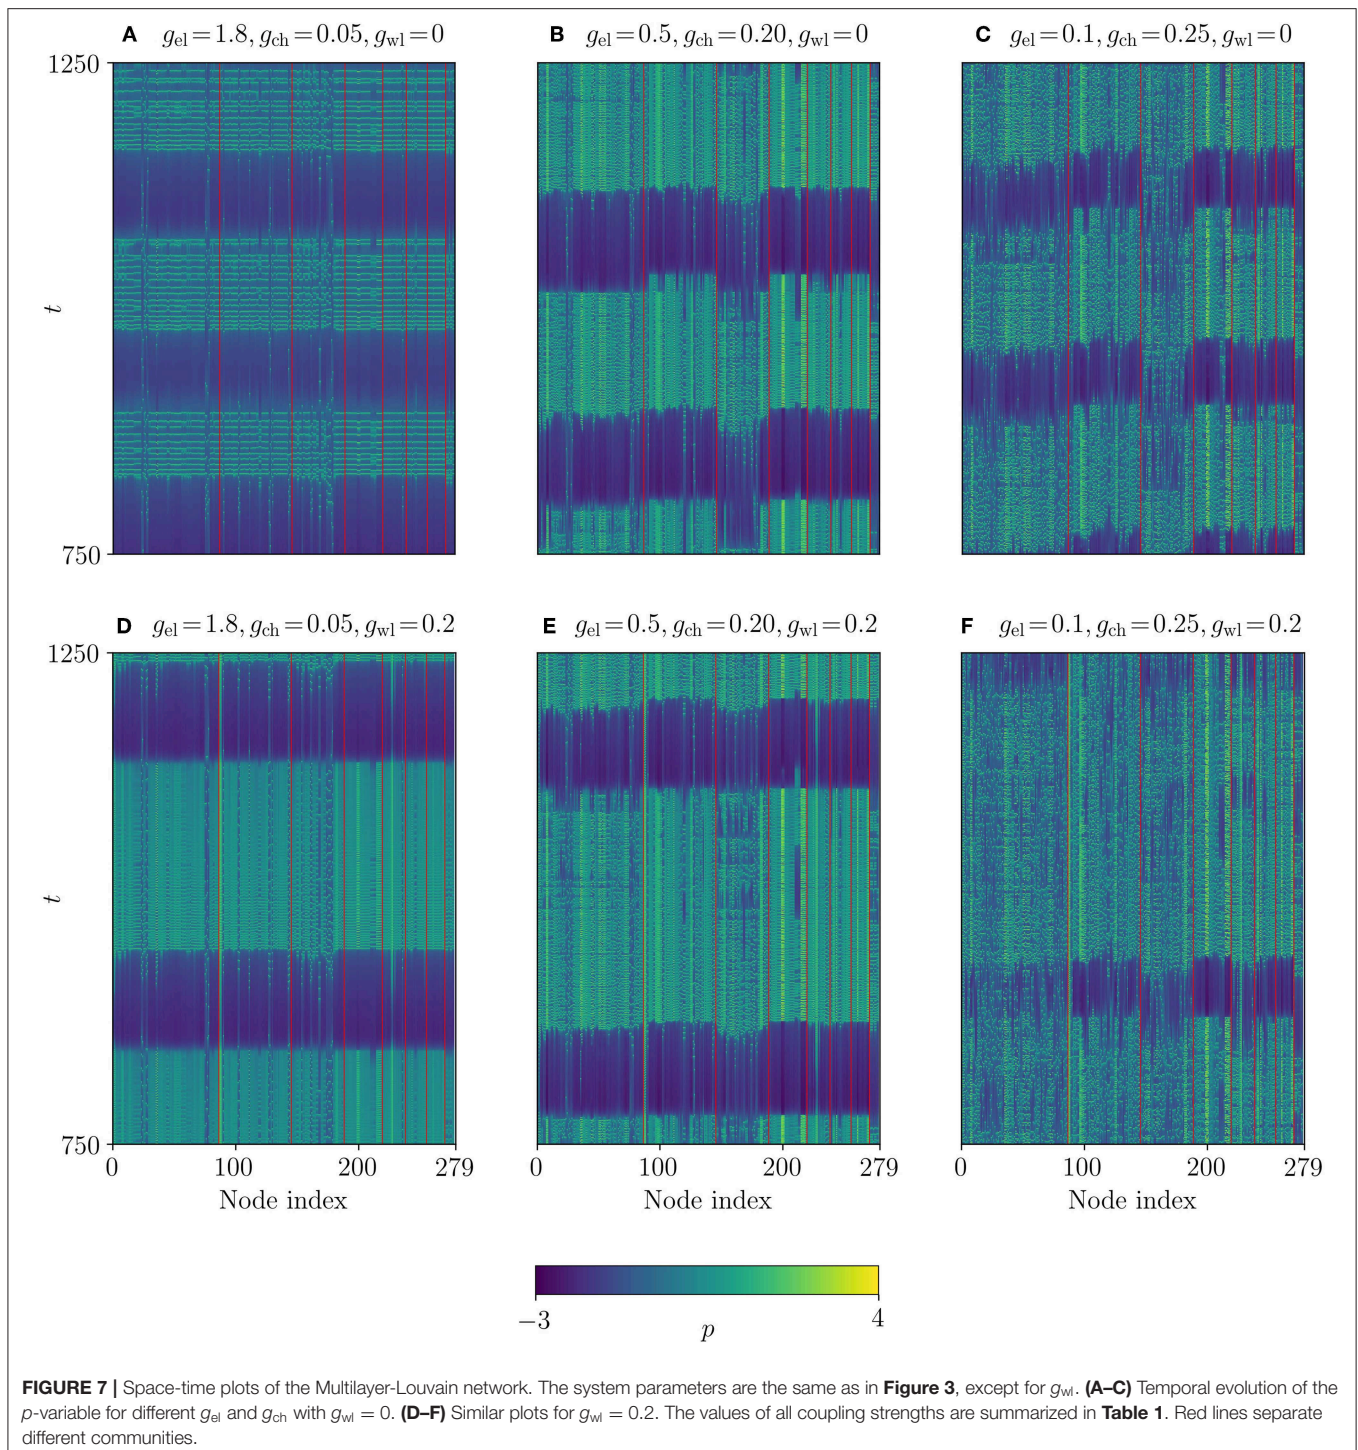 A g_el = 1.8, g_ch = 0.05, g_wl = 0
B g_el = 0.5, g_ch = 0.20, g_wl = 0
C g_el = 0.1, g_ch = 0.25, g_wl = 0
1250
t
750
D g_el = 1.8, g_ch = 0.05, g_wl = 0.2
E g_el = 0.5, g_ch = 0.20, g_wl = 0.2
F g_el = 0.1, g_ch = 0.25, g_wl = 0.2
1250
t
750
0 100 200 279
0 100 200 279
0 100 200 279
Node index
Node index
Node index
−3 4
p
FIGURE 7 | Space-time plots of the Multilayer-Louvain network. The system parameters are the same as in Figure 3, except for g_wl. (A–C) Temporal evolution of the
p-variable for different g_el and g_ch with g_wl = 0. (D–F) Similar plots for g_wl = 0.2. The values of all coupling strengths are summarized in Table 1. Red lines separate
different communities.